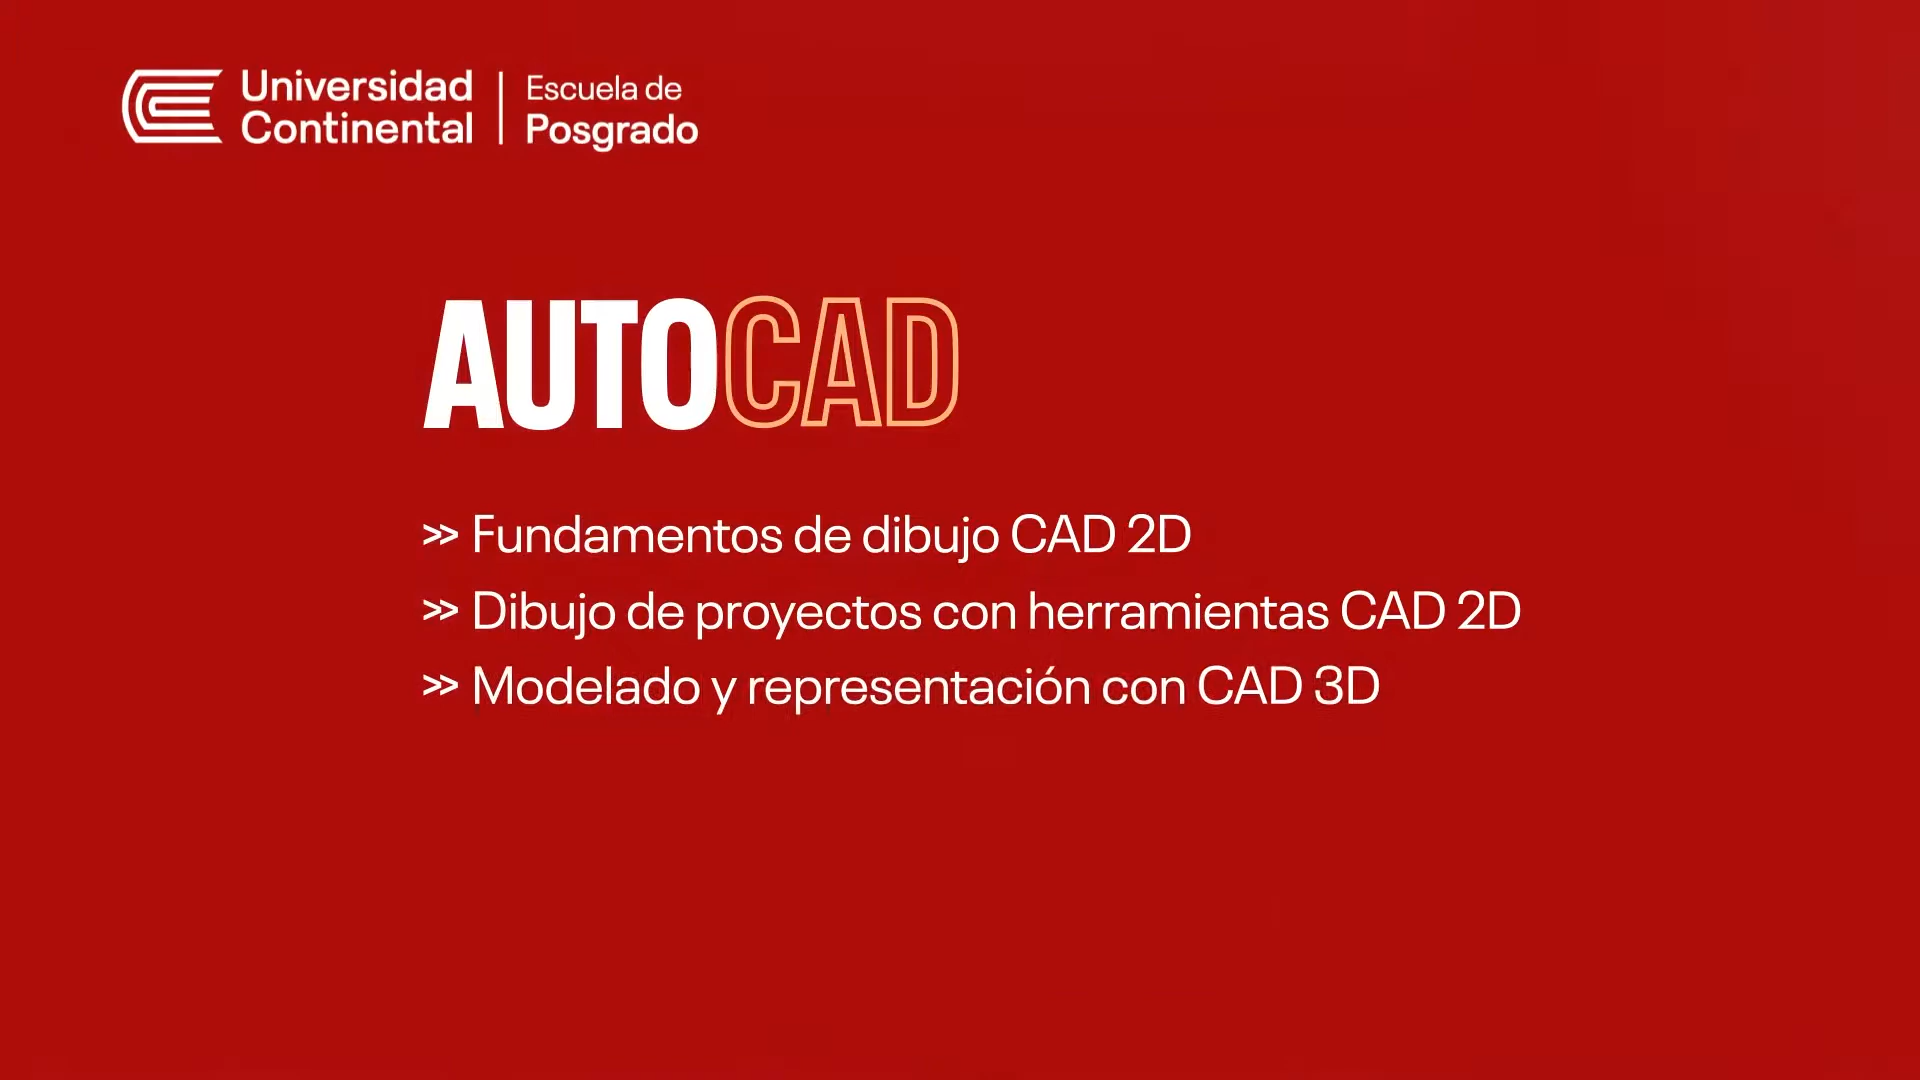 Universidad
Continental
Escuela de
Posgrado
AUTOCAD
>> Fundamentos de dibujo CAD 2D
>> Dibujo de proyectos con herramientas CAD 2D
>> Modelado y representación con CAD 3D